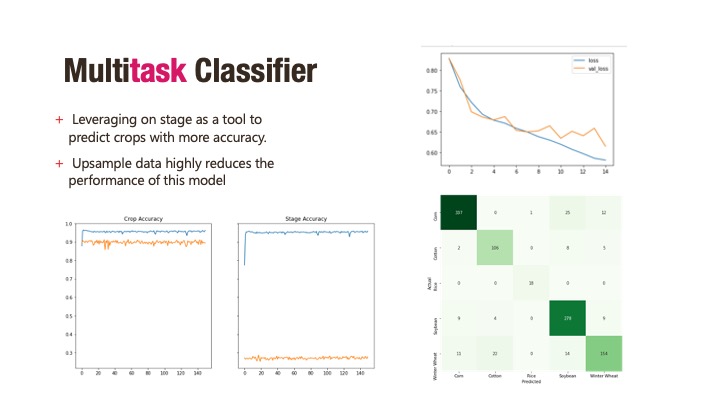 Multitask Classifier
+ Leveraging on stage as a tool to
predict crops with more accuracy.
+ Upsample data highly reduces the
performance of this model
Crop Accuracy
1.0
0.9
0.8
0.7
0.6
0.5
0.4
0.3
0 20 40 60 80 100 120 140
Stage Accuracy
0 20 40 60 80 100 120 140
loss
val_loss
0.80
0.75
0.70
0.65
0.60
0 2 4 6 8 10 12 14
Corn 0 1 25 12
Cotton 2 106 0 8 5
Actual
Rice 0 0 18 0 0
Soybean 9 4 0 279 9
Winter Wheat 11 22 0 14 154
Corn Cotton Rice Soybean Winter Wheat
Predicted